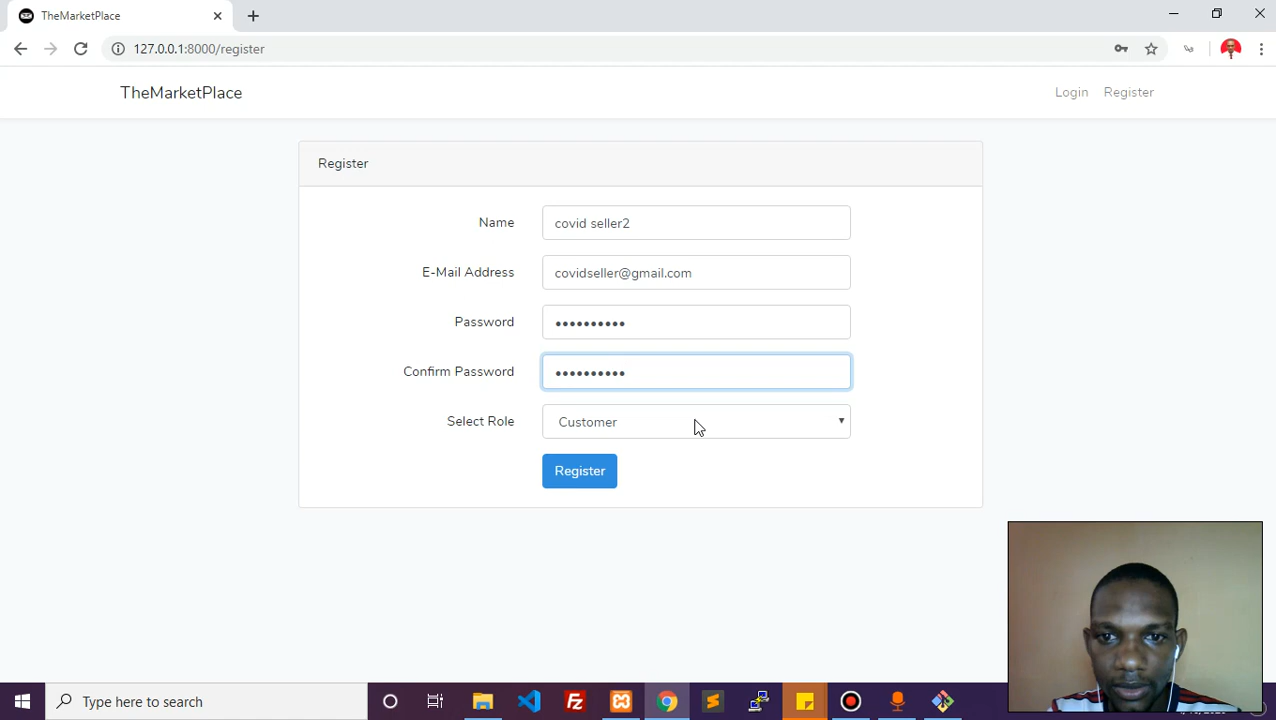 TheMarketPlace
127.0.0.1:8000/register
TheMarketPlace
Login
Register
Register
Name
covid seller2
E-Mail Address
covidseller@gmail.com
Password
••••••••••
Confirm Password
••••••••••
Select Role
Customer
Register
Type here to search